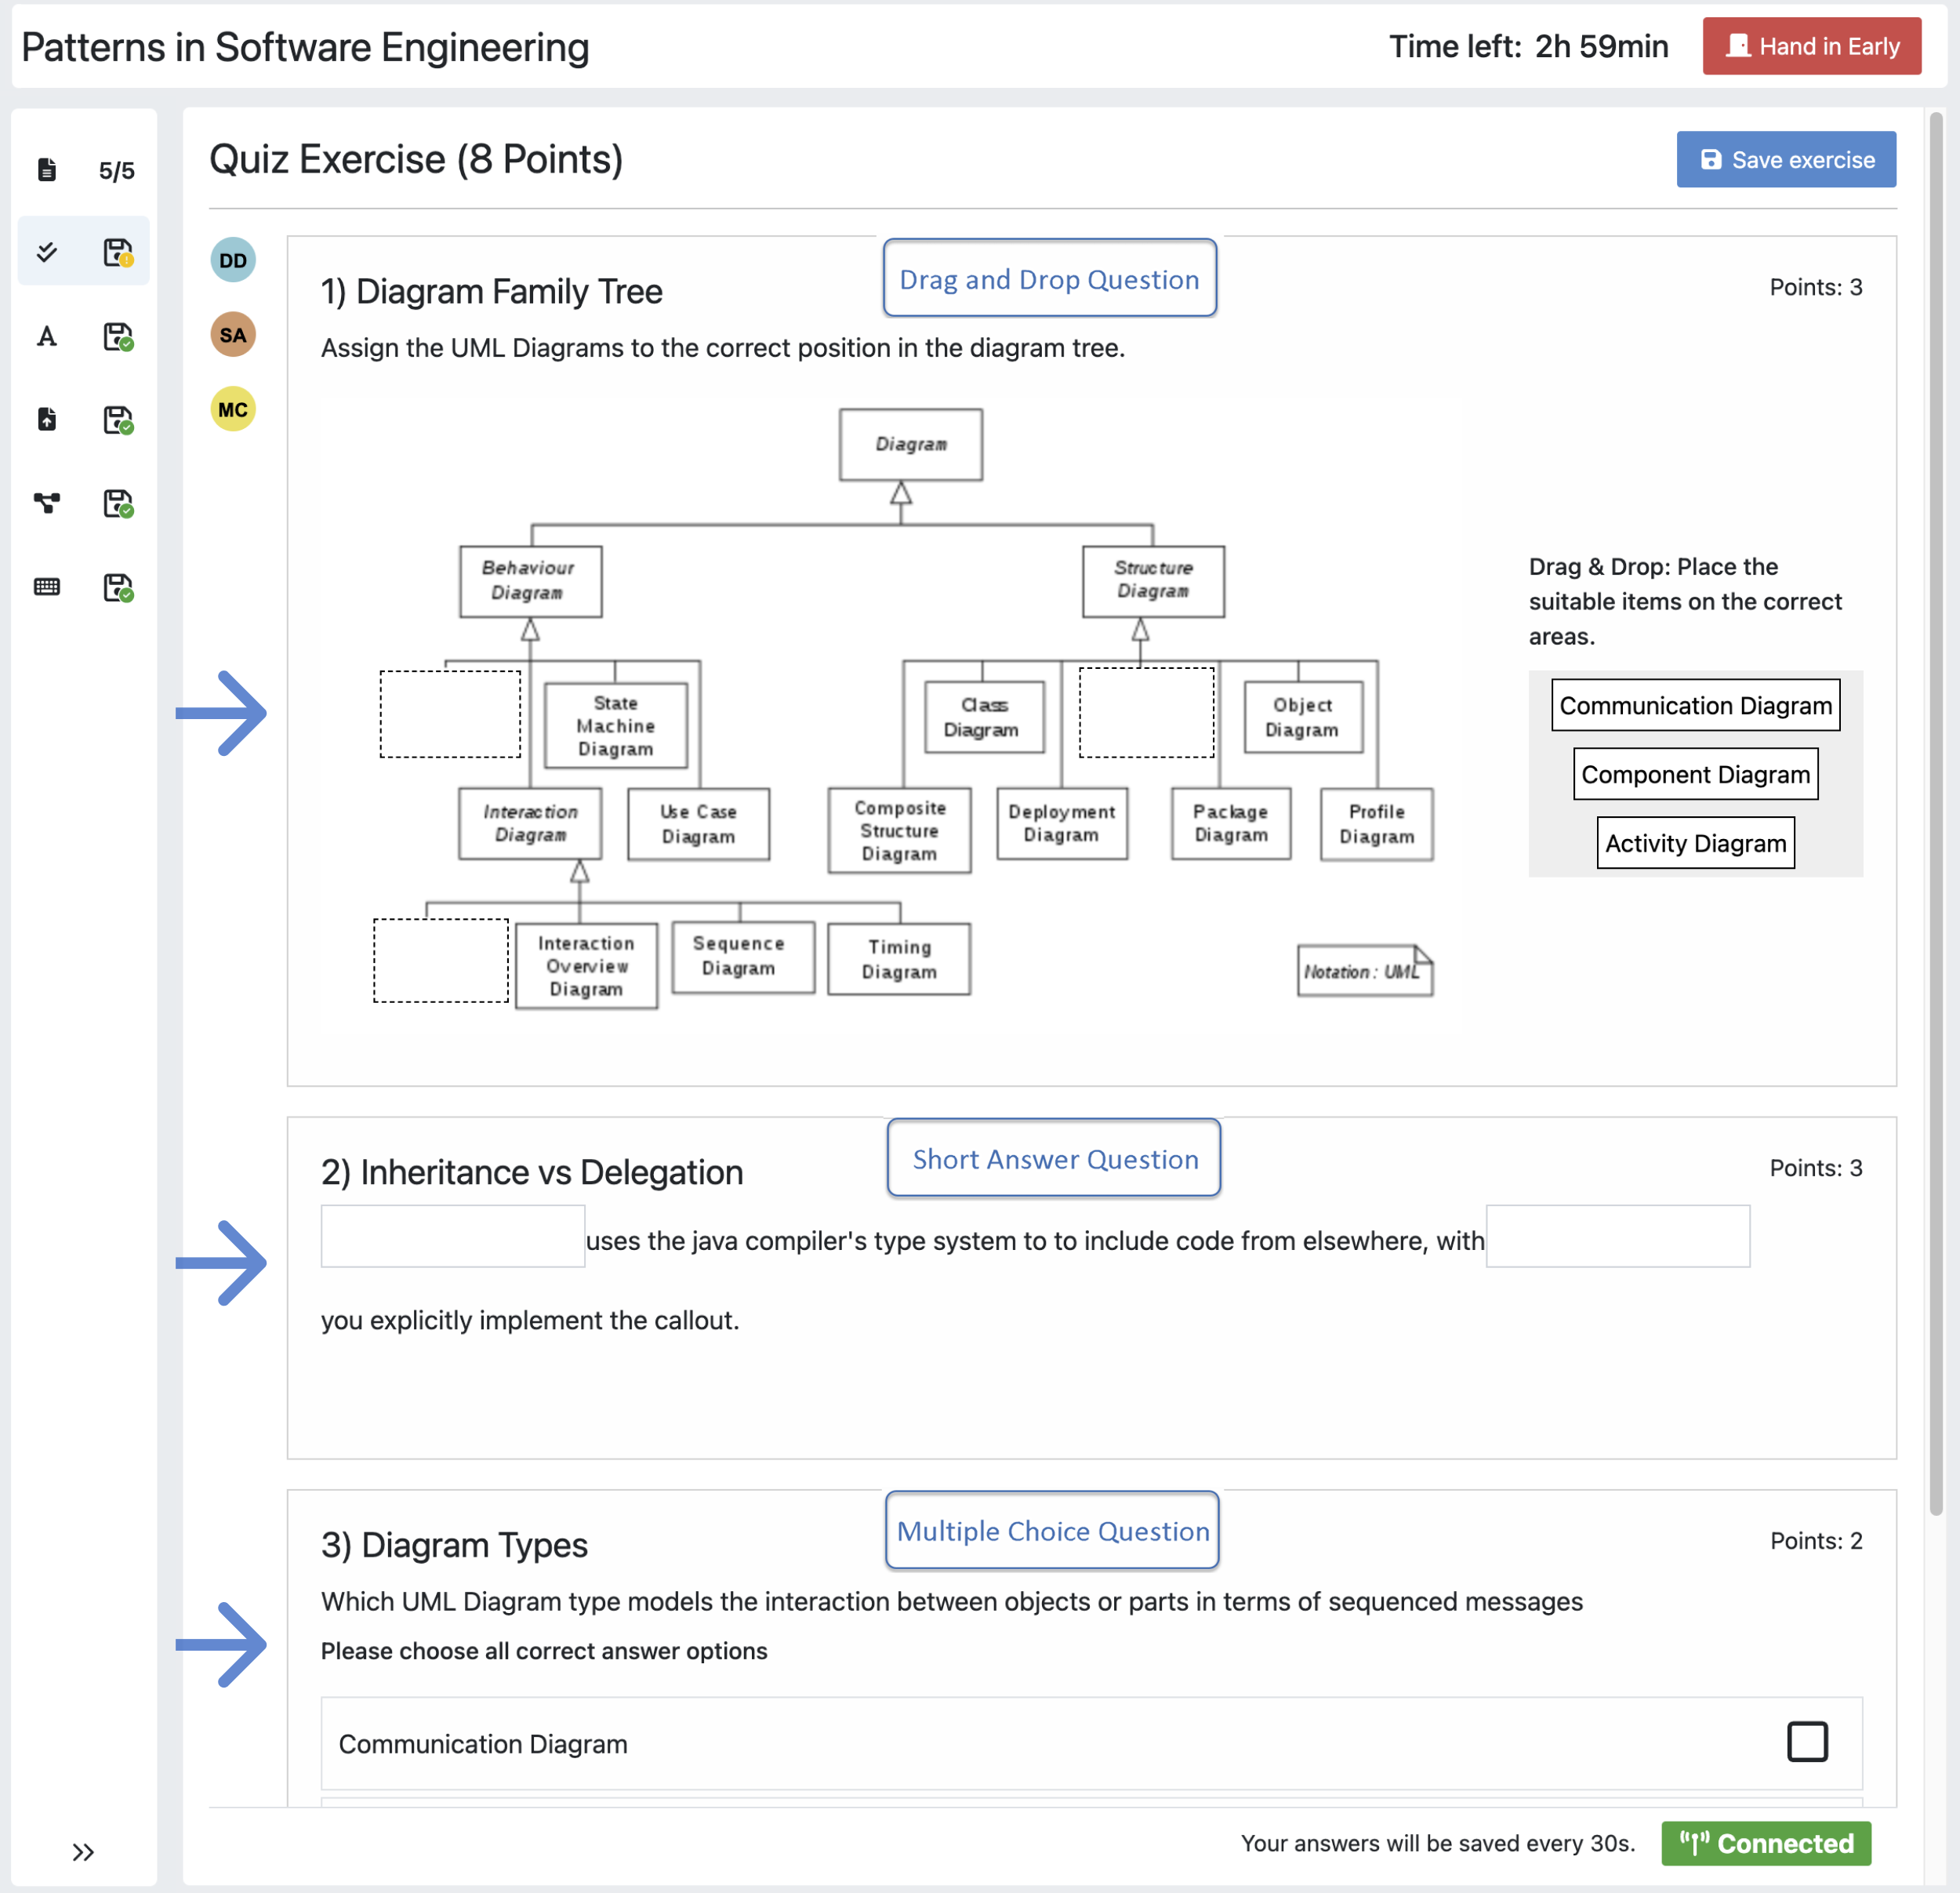 Patterns in Software Engineering
Time left: 2h 59min
Hand in Early
5/5
Quiz Exercise (8 Points)
Save exercise
DD
SA
MC
1) Diagram Family Tree
Drag and Drop Question
Points: 3
Assign the UML Diagrams to the correct position in the diagram tree.
Diagram
Behaviour
Diagram
Structure
Diagram
State
Machine
Diagram
Class
Diagram
Object
Diagram
Interaction
Diagram
Use Case
Diagram
Composite
Structure
Diagram
Deployment
Diagram
Package
Diagram
Profile
Diagram
Interaction
Overview
Diagram
Sequence
Diagram
Timing
Diagram
Notation : UML
Drag & Drop: Place the
suitable items on the correct
areas.
Communication Diagram
Component Diagram
Activity Diagram
2) Inheritance vs Delegation
Short Answer Question
Points: 3
uses the java compiler's type system to to include code from elsewhere, with
you explicitly implement the callout.
3) Diagram Types
Multiple Choice Question
Points: 2
Which UML Diagram type models the interaction between objects or parts in terms of sequenced messages
Please choose all correct answer options
Communication Diagram
Your answers will be saved every 30s.
Connected